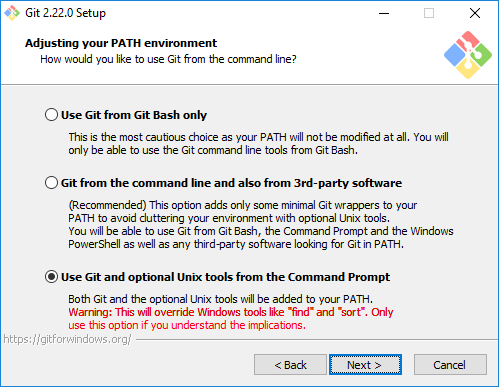 Git 2.22.0 Setup
Adjusting your PATH environment
How would you like to use Git from the command line?
Use Git from Git Bash only
This is the most cautious choice as your PATH will not be modified at all. You will
only be able to use the Git command line tools from Git Bash.
Git from the command line and also from 3rd-party software
(Recommended) This option adds only some minimal Git wrappers to your
PATH to avoid cluttering your environment with optional Unix tools.
You will be able to use Git from Git Bash, the Command Prompt and the Windows
PowerShell as well as any third-party software looking for Git in PATH.
Use Git and optional Unix tools from the Command Prompt
Both Git and the optional Unix tools will be added to your PATH.
Warning: This will override Windows tools like "find" and "sort". Only
use this option if you understand the implications.
https://gitforwindows.org/
< Back
Next >
Cancel